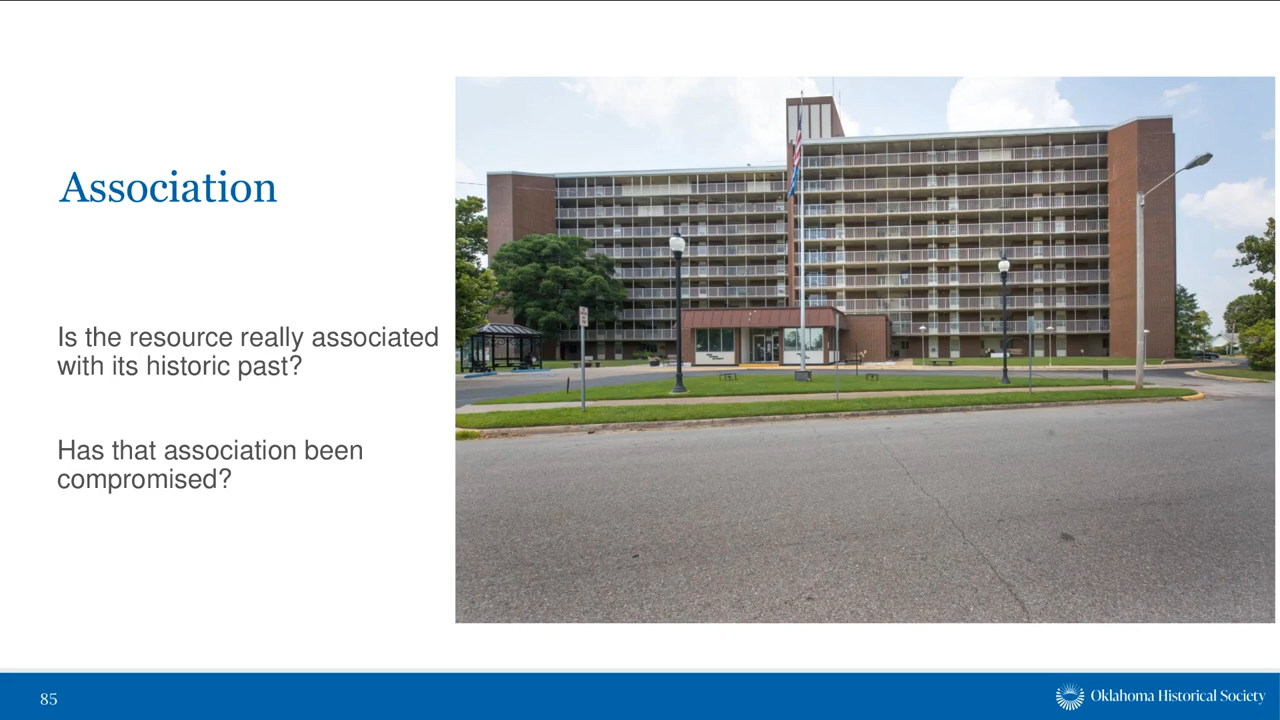 Association
Is the resource really associated
with its historic past?
Has that association been
compromised?
85
Oklahoma Historical Society